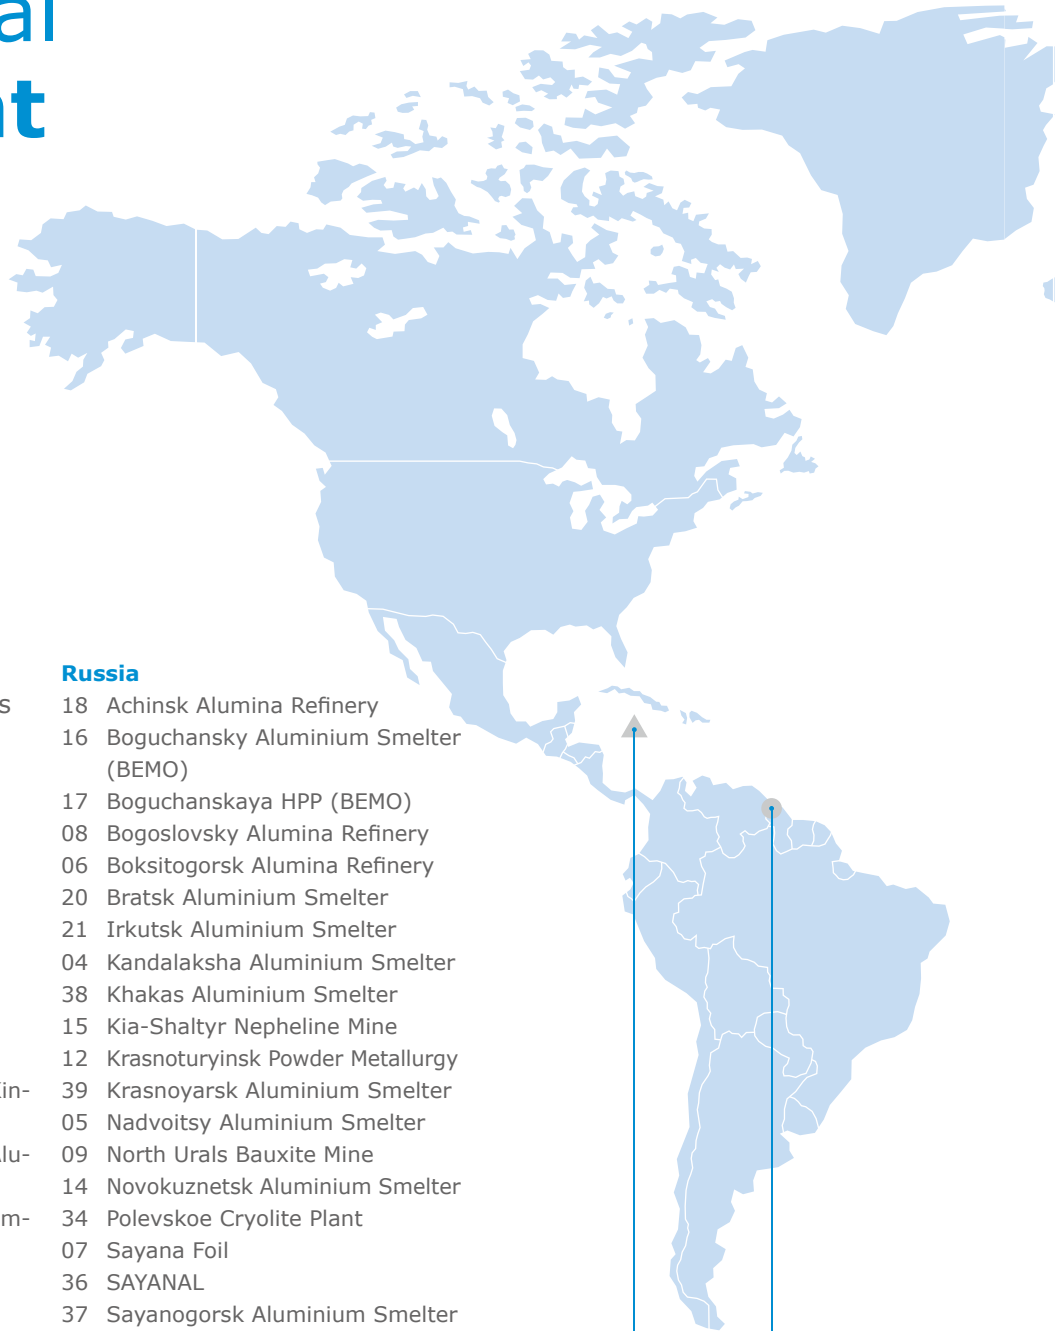 al
nt
s
in-
lu-
m-
Russia
18 Achinsk Alumina Refinery
16 Boguchansky Aluminium Smelter
(BEMO)
17 Boguchanskaya HPP (BEMO)
08 Bogoslovsky Alumina Refinery
06 Boksitogorsk Alumina Refinery
20 Bratsk Aluminium Smelter
21 Irkutsk Aluminium Smelter
04 Kandalaksha Aluminium Smelter
38 Khakas Aluminium Smelter
15 Kia-Shaltyr Nepheline Mine
12 Krasnoturyinsk Powder Metallurgy
39 Krasnoyarsk Aluminium Smelter
05 Nadvoitsy Aluminium Smelter
09 North Urals Bauxite Mine
14 Novokuznetsk Aluminium Smelter
34 Polevskoe Cryolite Plant
07 Sayana Foil
36 SAYANAL
37 Sayanogorsk Aluminium Smelter